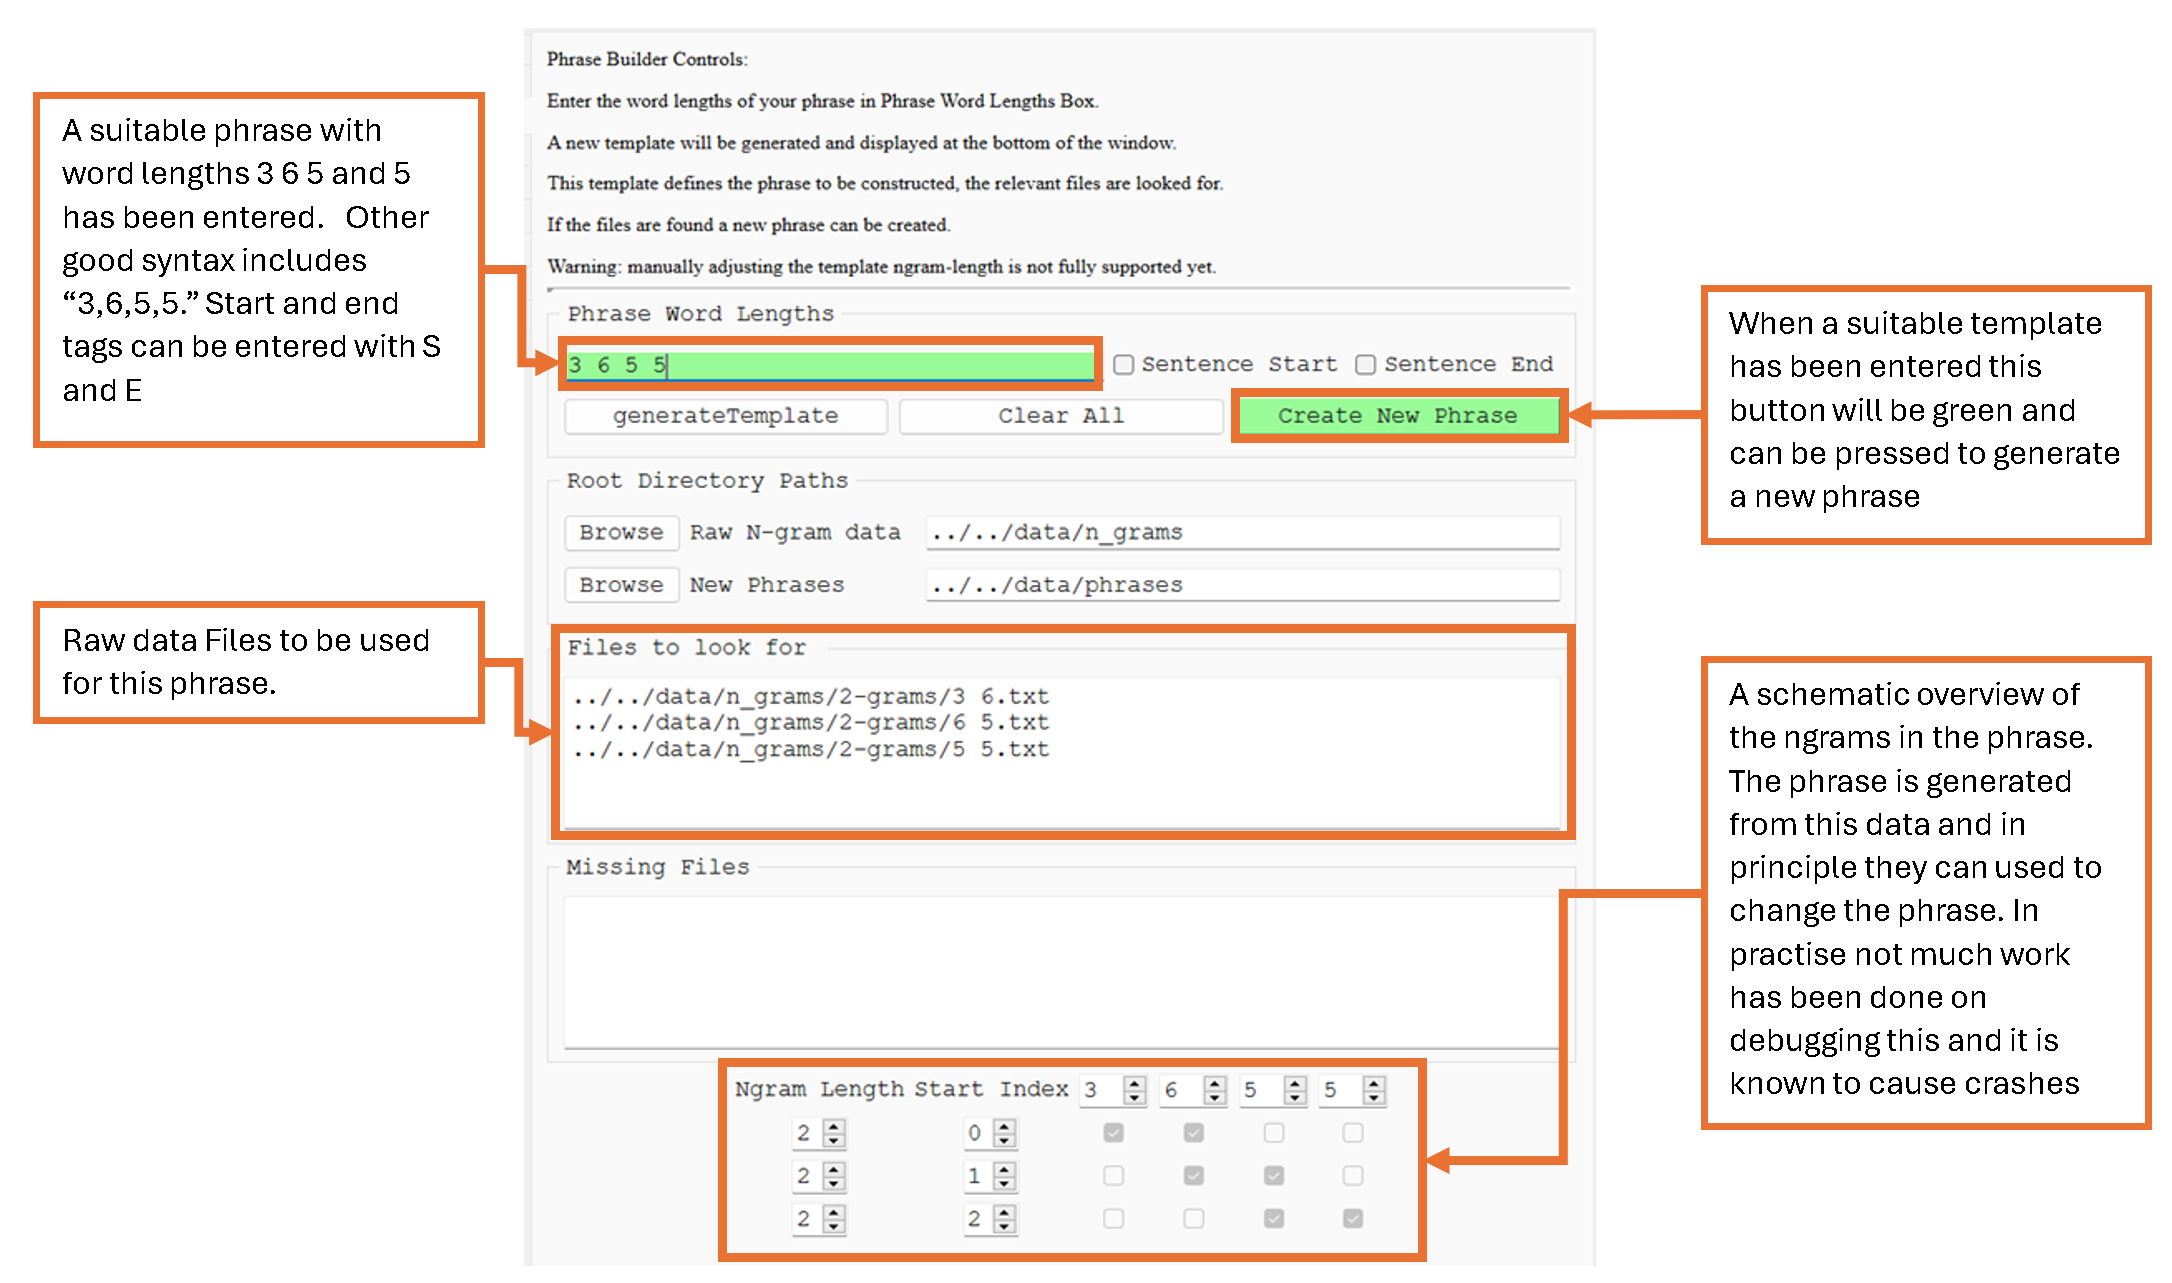 Phrase Builder Controls:
Enter the word lengths of your phrase in Phrase Word Lengths Box.
A new template will be generated and displayed at the bottom of the window.
This template defines the phrase to be constructed, the relevant files are looked for.
If the files are found a new phrase can be created.
Warning: manually adjusting the template ngram-length is not fully supported yet.
A suitable phrase with
word lengths 3 6 5 and 5
has been entered.   Other
good syntax includes
“3,6,5,5.” Start and end
tags can be entered with S
and E
Phrase Word Lengths
3 6 5 5
Sentence Start
Sentence End
generateTemplate
Clear All
Create New Phrase
When a suitable template
has been entered this
button will be green and
can be pressed to generate
a new phrase
Root Directory Paths
Browse Raw N-gram data ../../data/n_grams
Browse New Phrases ../../data/phrases
Raw data Files to be used
for this phrase.
Files to look for
../../data/n_grams/2-grams/3 6.txt
../../data/n_grams/2-grams/6 5.txt
../../data/n_grams/2-grams/5 5.txt
Missing Files
A schematic overview of
the ngrams in the phrase.
The phrase is generated
from this data and in
principle they can used to
change the phrase. In
practise not much work
has been done on
debugging this and it is
known to cause crashes
Ngram Length Start Index 3 6 5 5
2 0
2 1
2 2